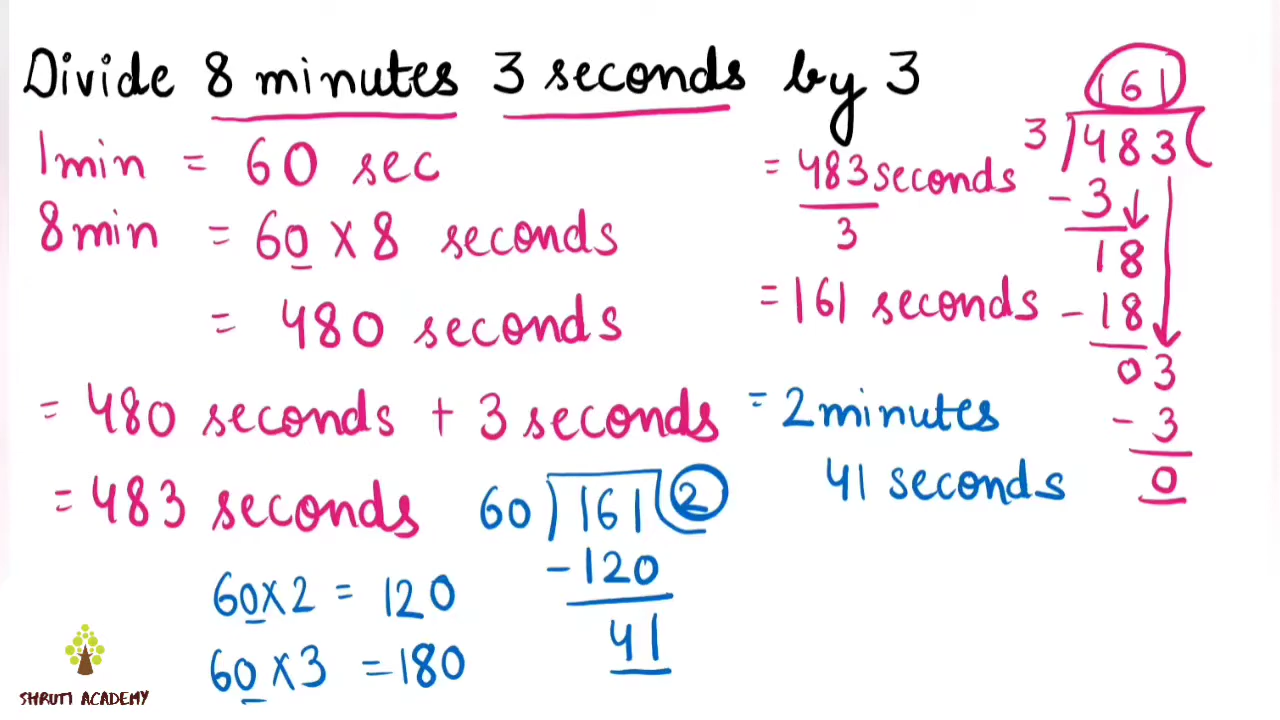 Divide 8 minutes 3 seconds by 3
1min = 60 sec
8min = 60 x 8 seconds
= 480 seconds
= 480 seconds + 3 seconds
= 483 seconds
60x2 = 120
60 x 3 = 180
60 ) 161 ( 2
-120
41
= 483 seconds
3
= 161 seconds
= 2 minutes
41 seconds
161
3 ) 483 (
-3
18
-18
03
-3
0
SHRUTI ACADEMY